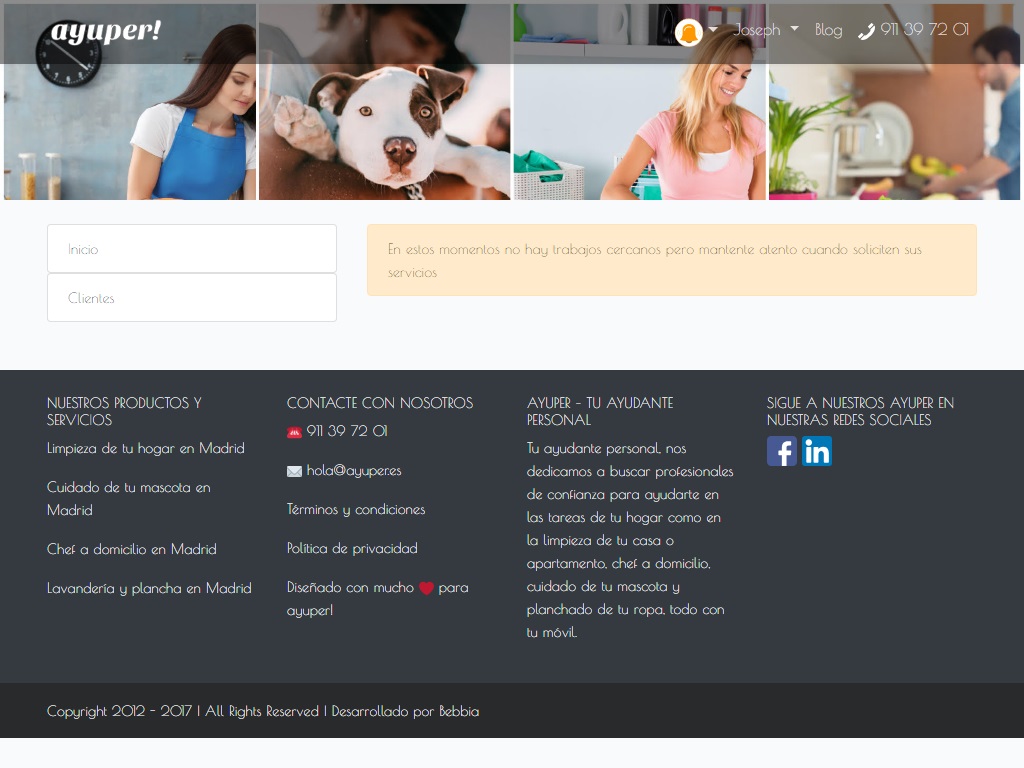 ayuper!
Joseph
Blog
911 39 72 01
Inicio
Clientes
En estos momentos no hay trabajos cercanos pero mantente atento cuando soliciten sus
servicios
NUESTROS PRODUCTOS Y
SERVICIOS
Limpieza de tu hogar en Madrid
Cuidado de tu mascota en
Madrid
Chef a domicilio en Madrid
Lavandería y plancha en Madrid
CONTACTE CON NOSOTROS
911 39 72 01
hola@ayuper.es
Términos y condiciones
Política de privacidad
Diseñado con mucho para
ayuper!
AYUPER – TU AYUDANTE
PERSONAL
Tu ayudante personal, nos
dedicamos a buscar profesionales
de confianza para ayudarte en
las tareas de tu hogar como en
la limpieza de tu casa o
apartamento, chef a domicilio,
cuidado de tu mascota y
planchado de tu ropa, todo con
tu móvil.
SIGUE A NUESTROS AYUPER EN
NUESTRAS REDES SOCIALES
Copyright 2012 - 2017 | All Rights Reserved | Desarrollado por Bebbia